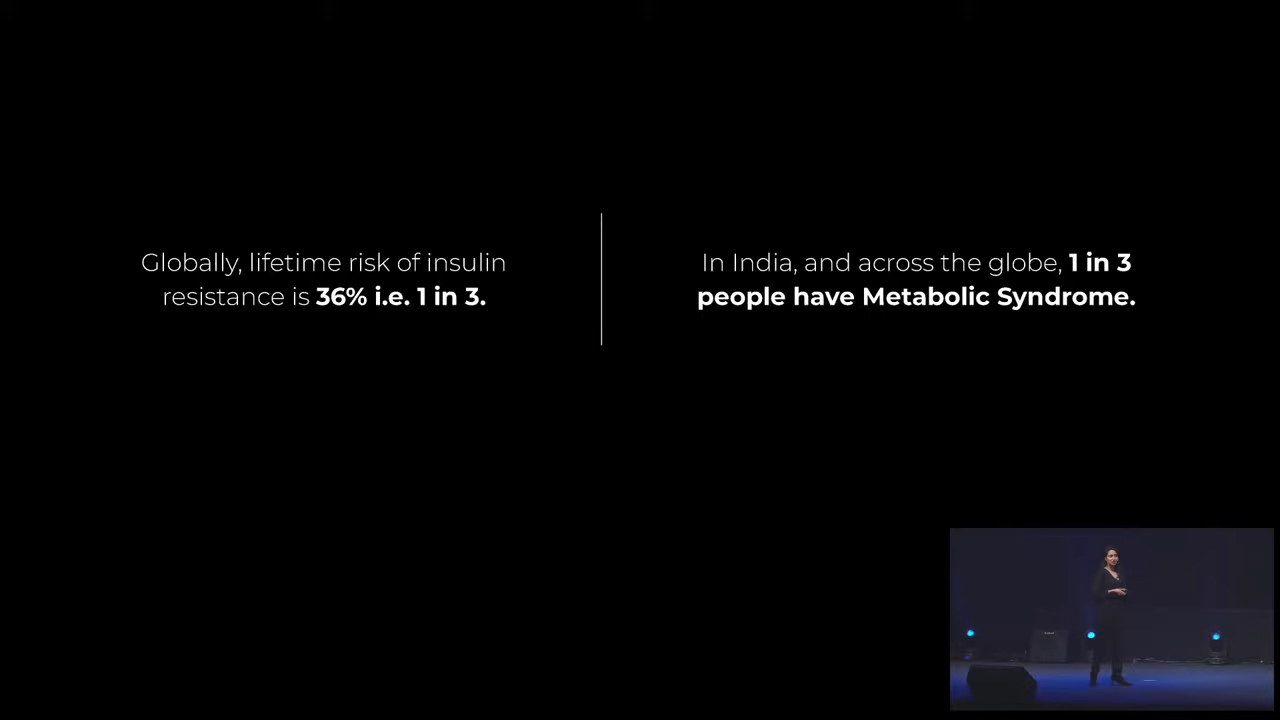 Globally, lifetime risk of insulin
resistance is 36% i.e. 1 in 3.
In India, and across the globe, 1 in 3
people have Metabolic Syndrome.